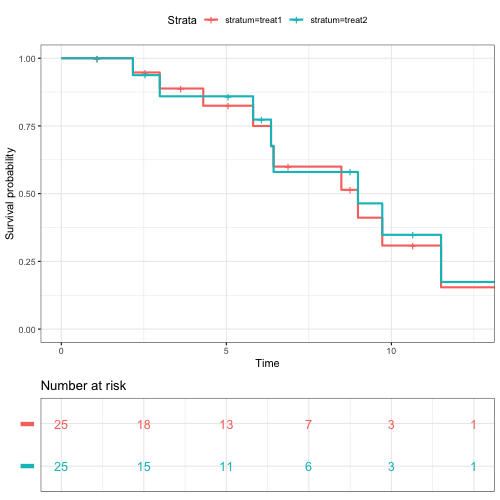 Strata stratum=treat1 stratum=treat2
Survival probability
1.00
0.75
0.50
0.25
0.00
0 5 10
Time
Number at risk
25 18 13 7 3 1
25 15 11 6 3 1